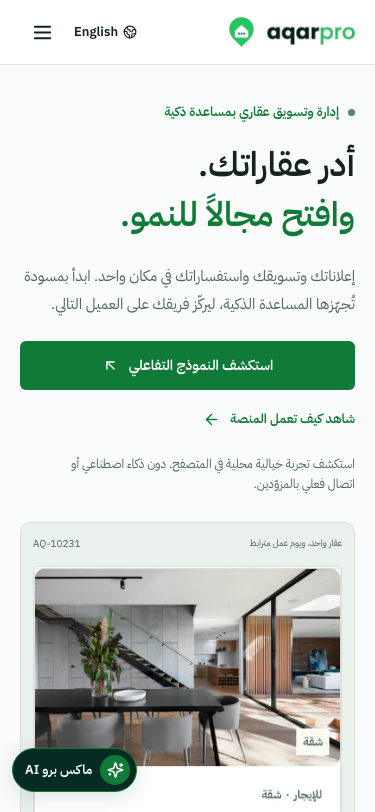 aqarpro
English
إدارة وتسويق عقاري بمساعدة ذكية
أدر عقاراتك.
وافتح مجالاً للنمو.
إعلاناتك وتسويقك واستفساراتك في مكان واحد. ابدأ بمسودة
تُجهّزها المساعدة الذكية، ليركّز فريقك على العميل التالي.
استكشف النموذج التفاعلي
شاهد كيف تعمل المنصة
استكشف تجربة خيالية محلية في المتصفح. دون ذكاء اصطناعي أو
اتصال فعلي بالمزوّدين.
عقار واحد، ويوم عمل مترابط
AQ-10231
شقة
للإيجار · شقة
ماكس برو AI